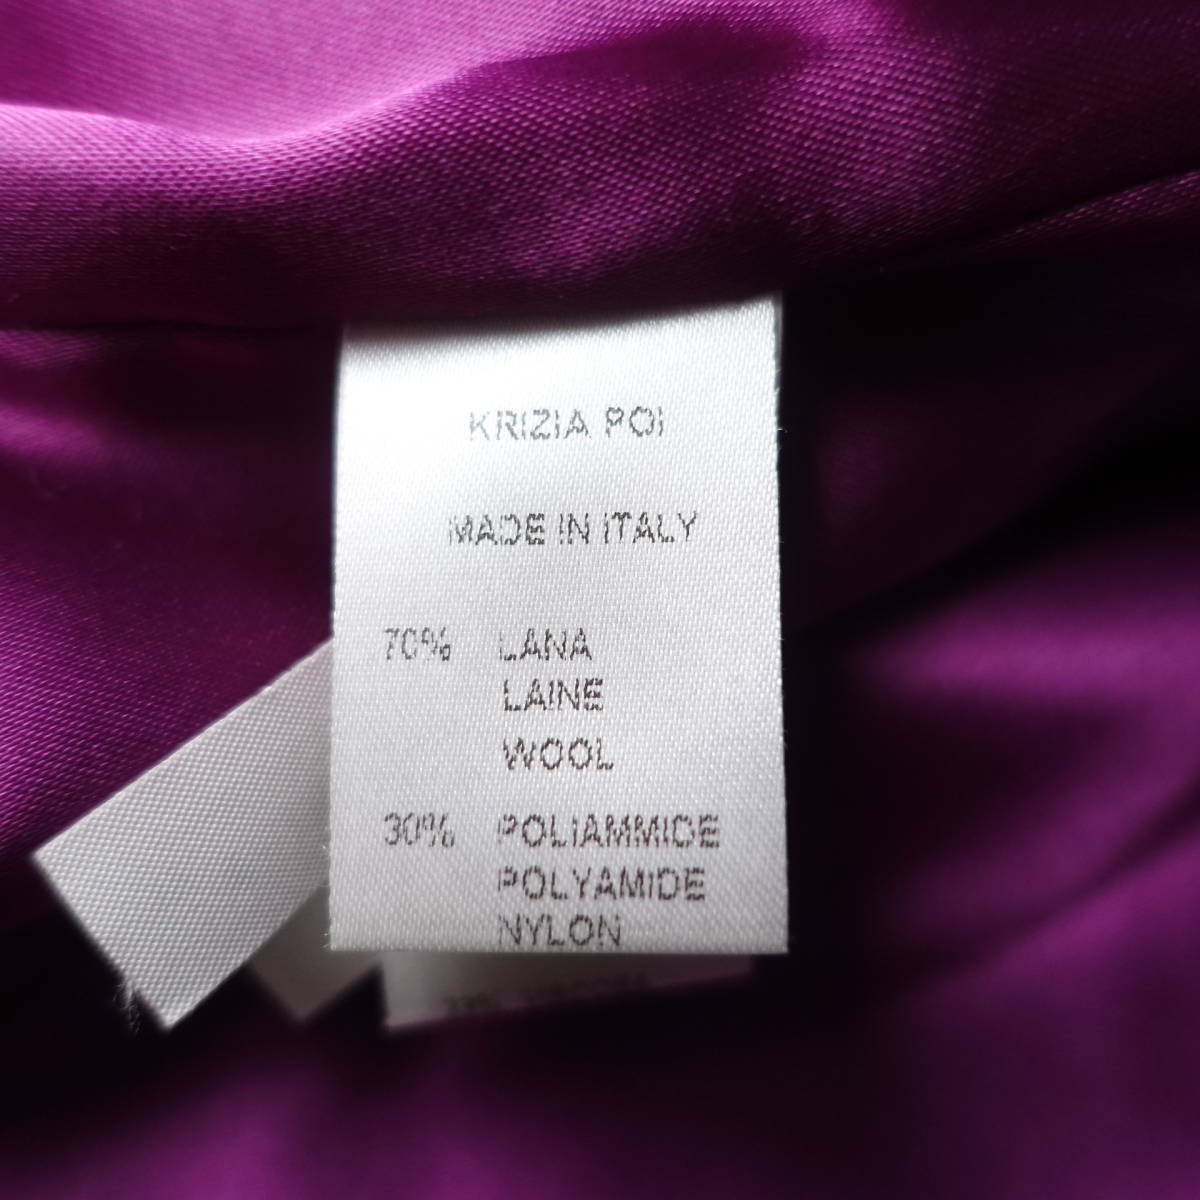 KRIZIA POI
MADE IN ITALY
70% LANA
LAINE
WOOL
30% POLIAMMIDE
POLYAMIDE
NYLON